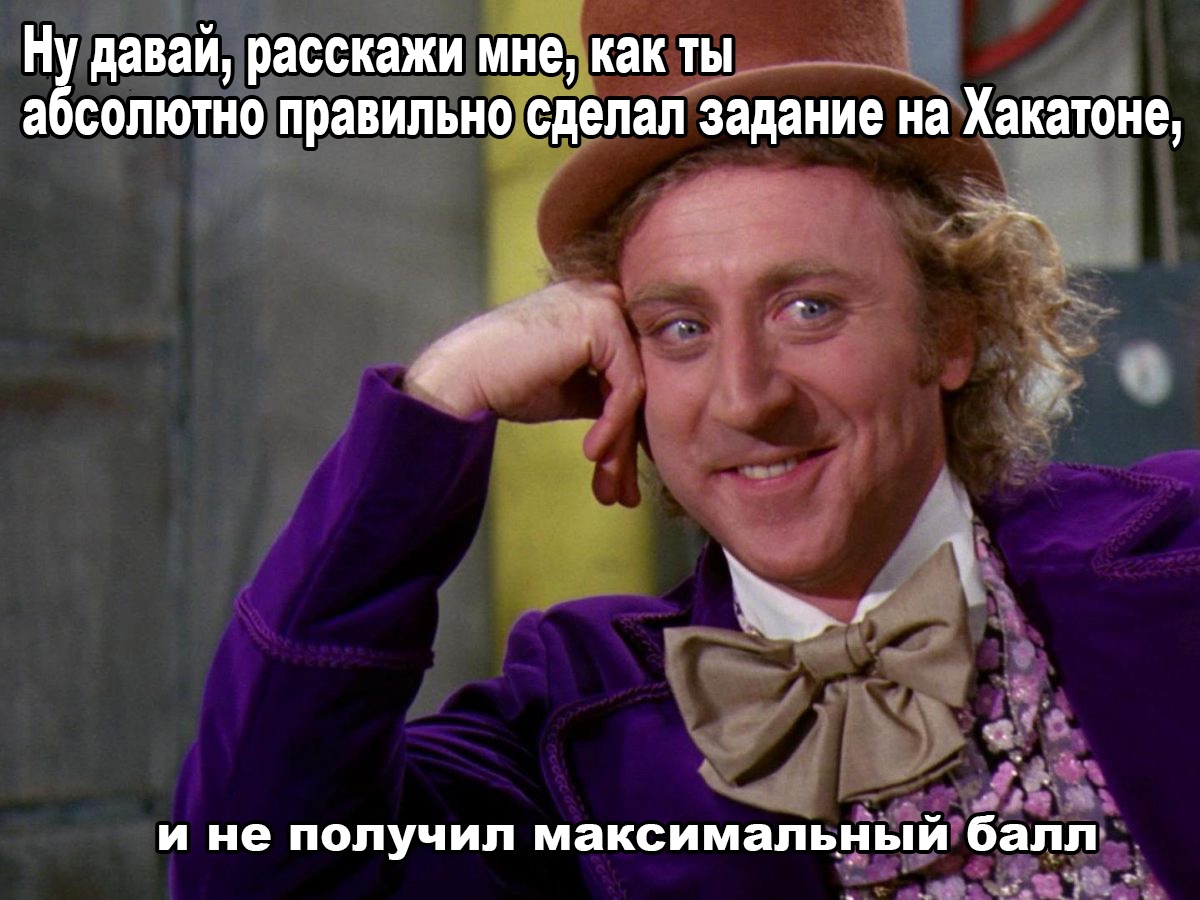 Ну давай, расскажи мне, как ты
абсолютно правильно сделал задание на Хакатоне,
и не получил максимальный балл